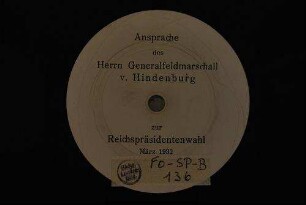 Ansprache
des
Herrn Generalfeldmarschall
v. Hindenburg
zur
Reichspräsidentenwahl
März 1932
FO-SP-B
136